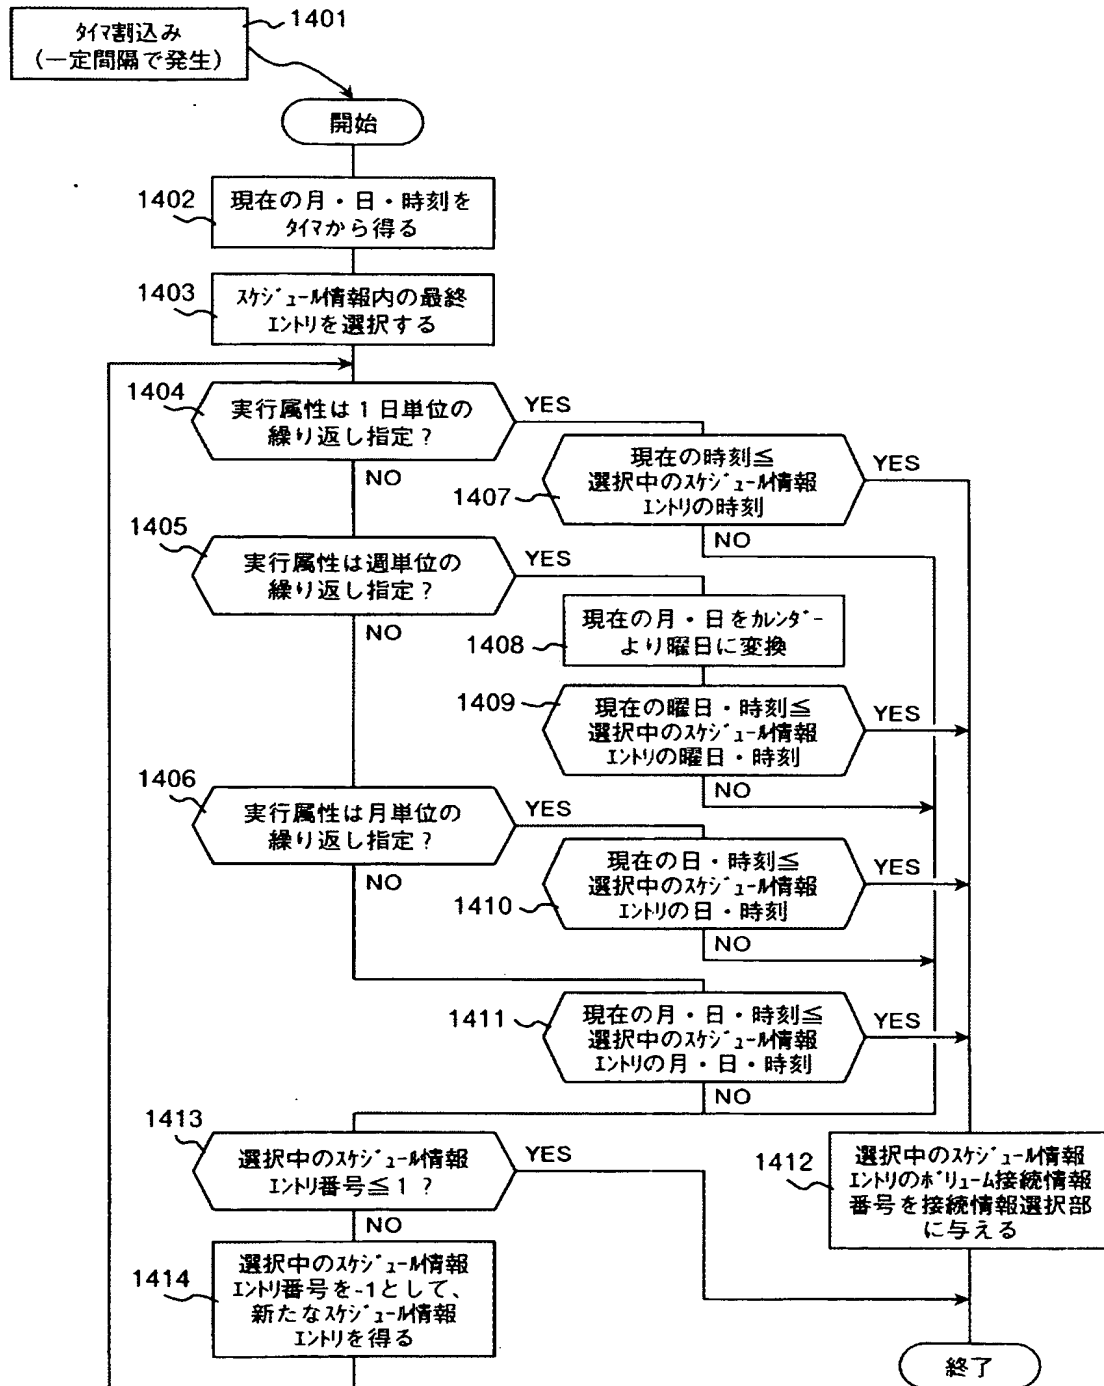 1401
ﾀｲﾏ割込み
(一定間隔で発生)
開始
1402
現在の月・日・時刻を
ﾀｲﾏから得る
1403
ｽｹｼﾞｭｰﾙ情報内の最終
ｴﾝﾄﾘを選択する
1404
実行属性は1日単位の
繰り返し指定?
YES
NO
現在の時刻≦
選択中のｽｹｼﾞｭｰﾙ情報
ｴﾝﾄﾘの時刻
1407
YES
NO
1405
実行属性は週単位の
繰り返し指定?
YES
NO
現在の月・日をｶﾚﾝﾀﾞｰ
より曜日に変換
1408
1409
現在の曜日・時刻≦
選択中のｽｹｼﾞｭｰﾙ情報
ｴﾝﾄﾘの曜日・時刻
YES
NO
1406
実行属性は月単位の
繰り返し指定?
YES
NO
現在の日・時刻≦
選択中のｽｹｼﾞｭｰﾙ情報
ｴﾝﾄﾘの日・時刻
1410
YES
NO
1411
現在の月・日・時刻≦
選択中のｽｹｼﾞｭｰﾙ情報
ｴﾝﾄﾘの月・日・時刻
YES
NO
1413
選択中のｽｹｼﾞｭｰﾙ情報
ｴﾝﾄﾘ番号≦1?
YES
NO
1412
選択中のｽｹｼﾞｭｰﾙ情報
ｴﾝﾄﾘのﾎﾞﾘｭｰﾑ接続情報
番号を接続情報選択部
に与える
1414
選択中のｽｹｼﾞｭｰﾙ情報
ｴﾝﾄﾘ番号を-1として、
新たなｽｹｼﾞｭｰﾙ情報
ｴﾝﾄﾘを得る
終了